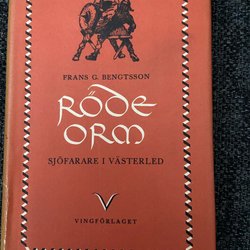 FRANS G. BENGTSSON
RÖDE
ORM
SJÖFARARE I VÄSTERLED
V
VINGFÖRLAGET